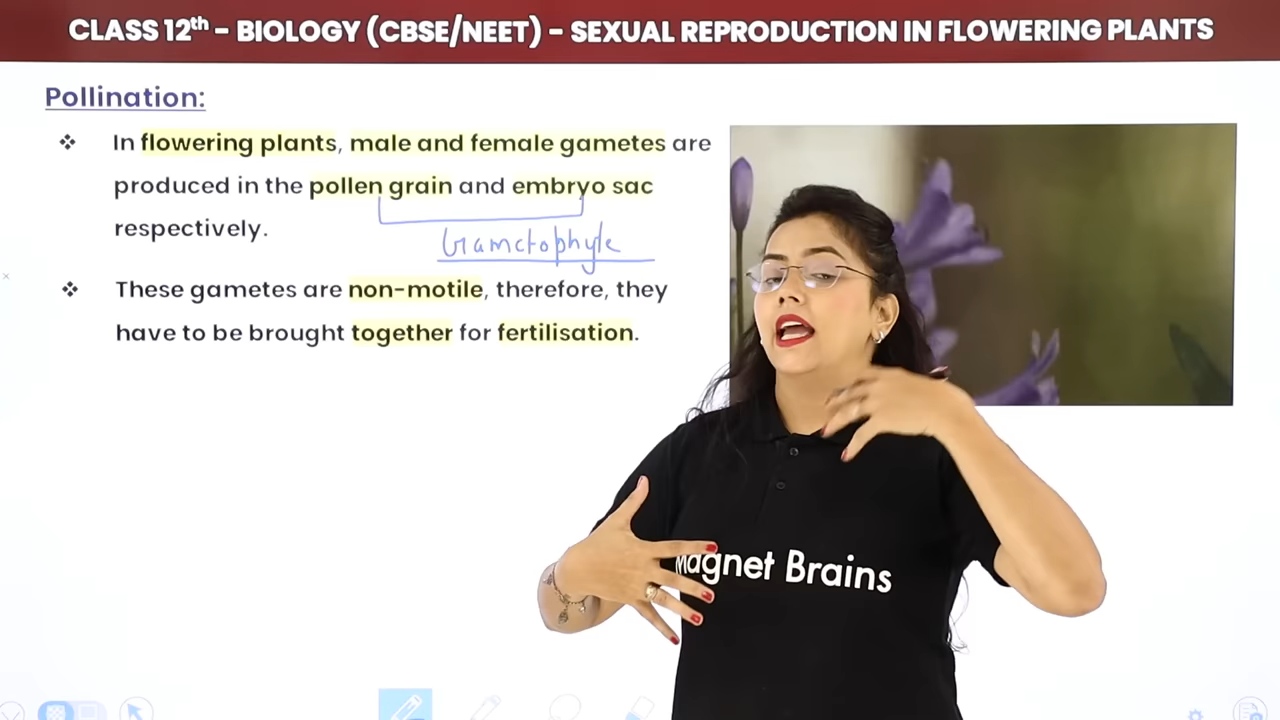 CLASS 12th - BIOLOGY (CBSE/NEET) - SEXUAL REPRODUCTION IN FLOWERING PLANTS
Pollination:
❖ In flowering plants, male and female gametes are
produced in the pollen grain and embryo sac
respectively.
Gametophyte
❖ These gametes are non-motile, therefore, they
have to be brought together for fertilisation.
Magnet Brains